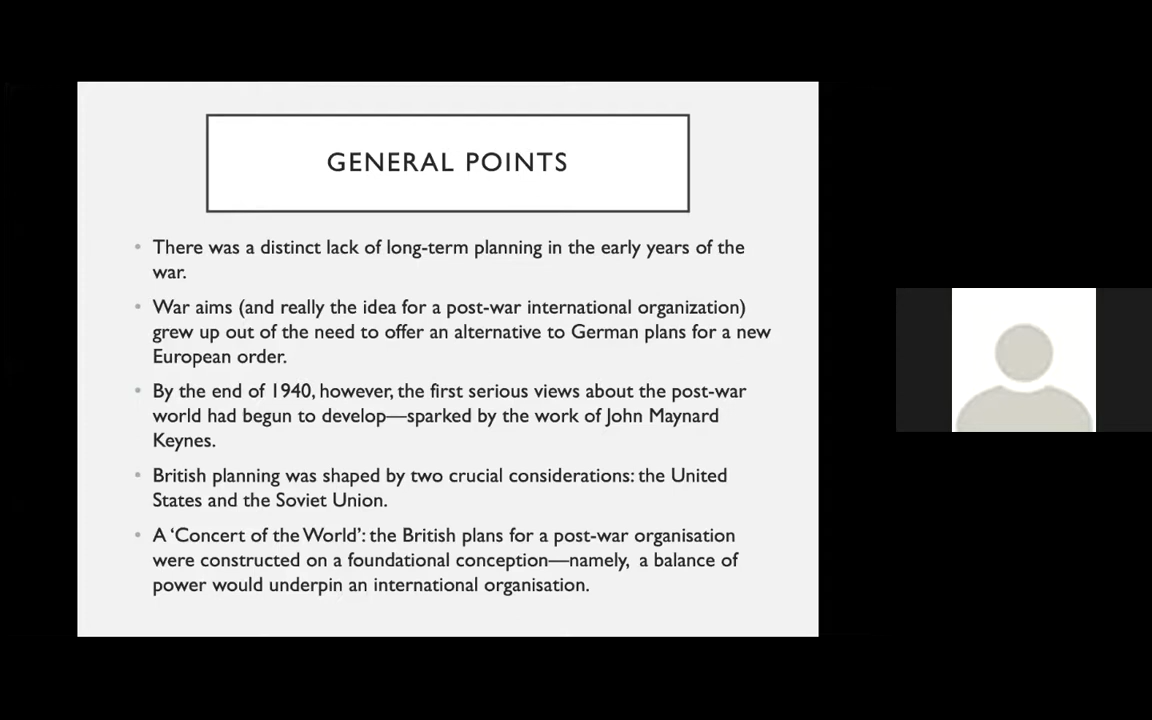 GENERAL POINTS
• There was a distinct lack of long-term planning in the early years of the
war.
• War aims (and really the idea for a post-war international organization)
grew up out of the need to offer an alternative to German plans for a new
European order.
• By the end of 1940, however, the first serious views about the post-war
world had begun to develop—sparked by the work of John Maynard
Keynes.
• British planning was shaped by two crucial considerations: the United
States and the Soviet Union.
• A ‘Concert of the World’: the British plans for a post-war organisation
were constructed on a foundational conception—namely,  a balance of
power would underpin an international organisation.